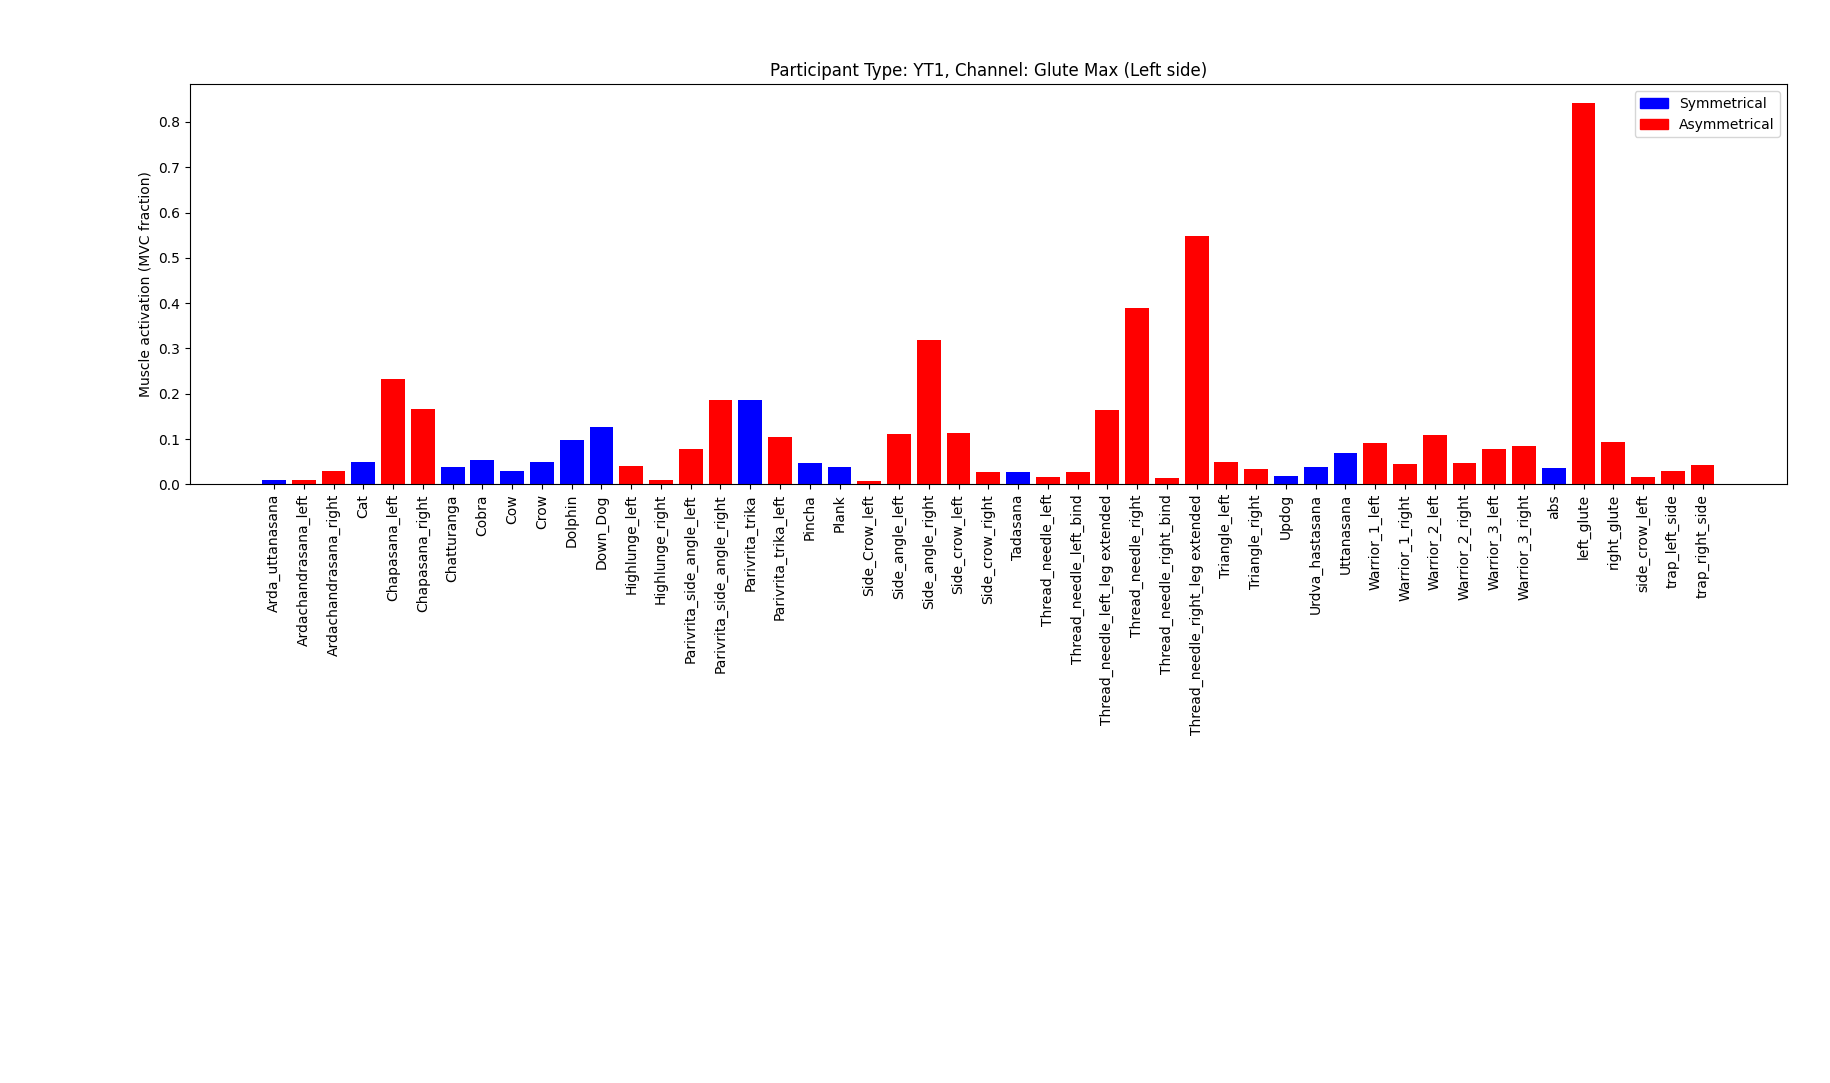 Participant Type: YT1, Channel: Glute Max (Left side)
Symmetrical
Asymmetrical
Muscle activation (MVC fraction)
0.8
0.7
0.6
0.5
0.4
0.3
0.2
0.1
0.0
Arda_uttanasana
Ardachandrasana_left
Ardachandrasana_right
Cat
Chapasana_left
Chapasana_right
Chatturanga
Cobra
Cow
Crow
Dolphin
Down_Dog
Highlunge_left
Highlunge_right
Parivrita_side_angle_left
Parivrita_side_angle_right
Parivrita_trika
Parivrita_trika_left
Pincha
Plank
Side_Crow_left
Side_angle_left
Side_angle_right
Side_crow_left
Side_crow_right
Tadasana
Thread_needle_left
Thread_needle_left_bind
Thread_needle_left_leg extended
Thread_needle_right
Thread_needle_right_bind
Thread_needle_right_leg extended
Triangle_left
Triangle_right
Updog
Urdva_hastasana
Uttanasana
Warrior_1_left
Warrior_1_right
Warrior_2_left
Warrior_2_right
Warrior_3_left
Warrior_3_right
abs
left_glute
right_glute
side_crow_left
trap_left_side
trap_right_side